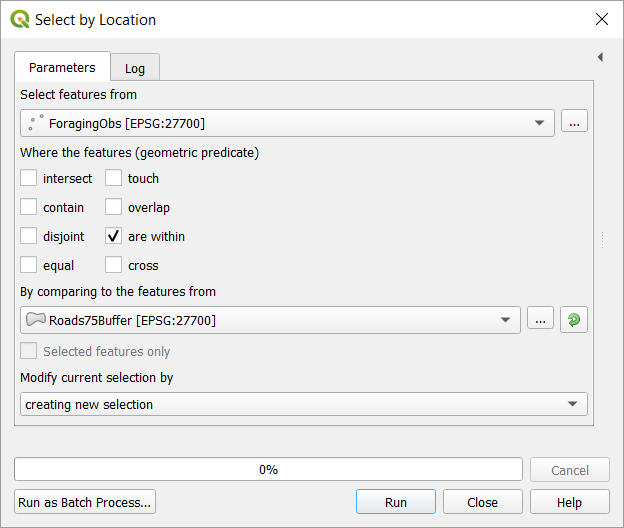 Select by Location
Parameters
Log
Select features from
ForagingObs [EPSG:27700]
...
Where the features (geometric predicate)
intersect touch
contain overlap
disjoint are within
equal cross
By comparing to the features from
Roads75Buffer [EPSG:27700]
...
Selected features only
Modify current selection by
creating new selection
0%
Cancel
Run as Batch Process...
Run
Close
Help